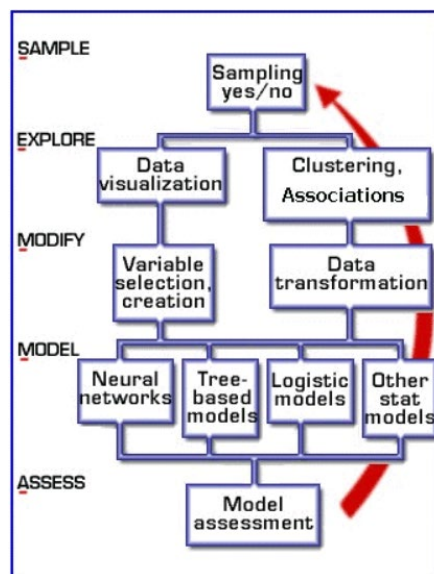 SAMPLE
Sampling
yes/no
EXPLORE
Data
visualization
Clustering,
Associations
MODIFY
Variable
selection,
creation
Data
transformation
MODEL
Neural
networks
Tree-
based
models
Logistic
models
Other
stat
models
ASSESS
Model
assessment